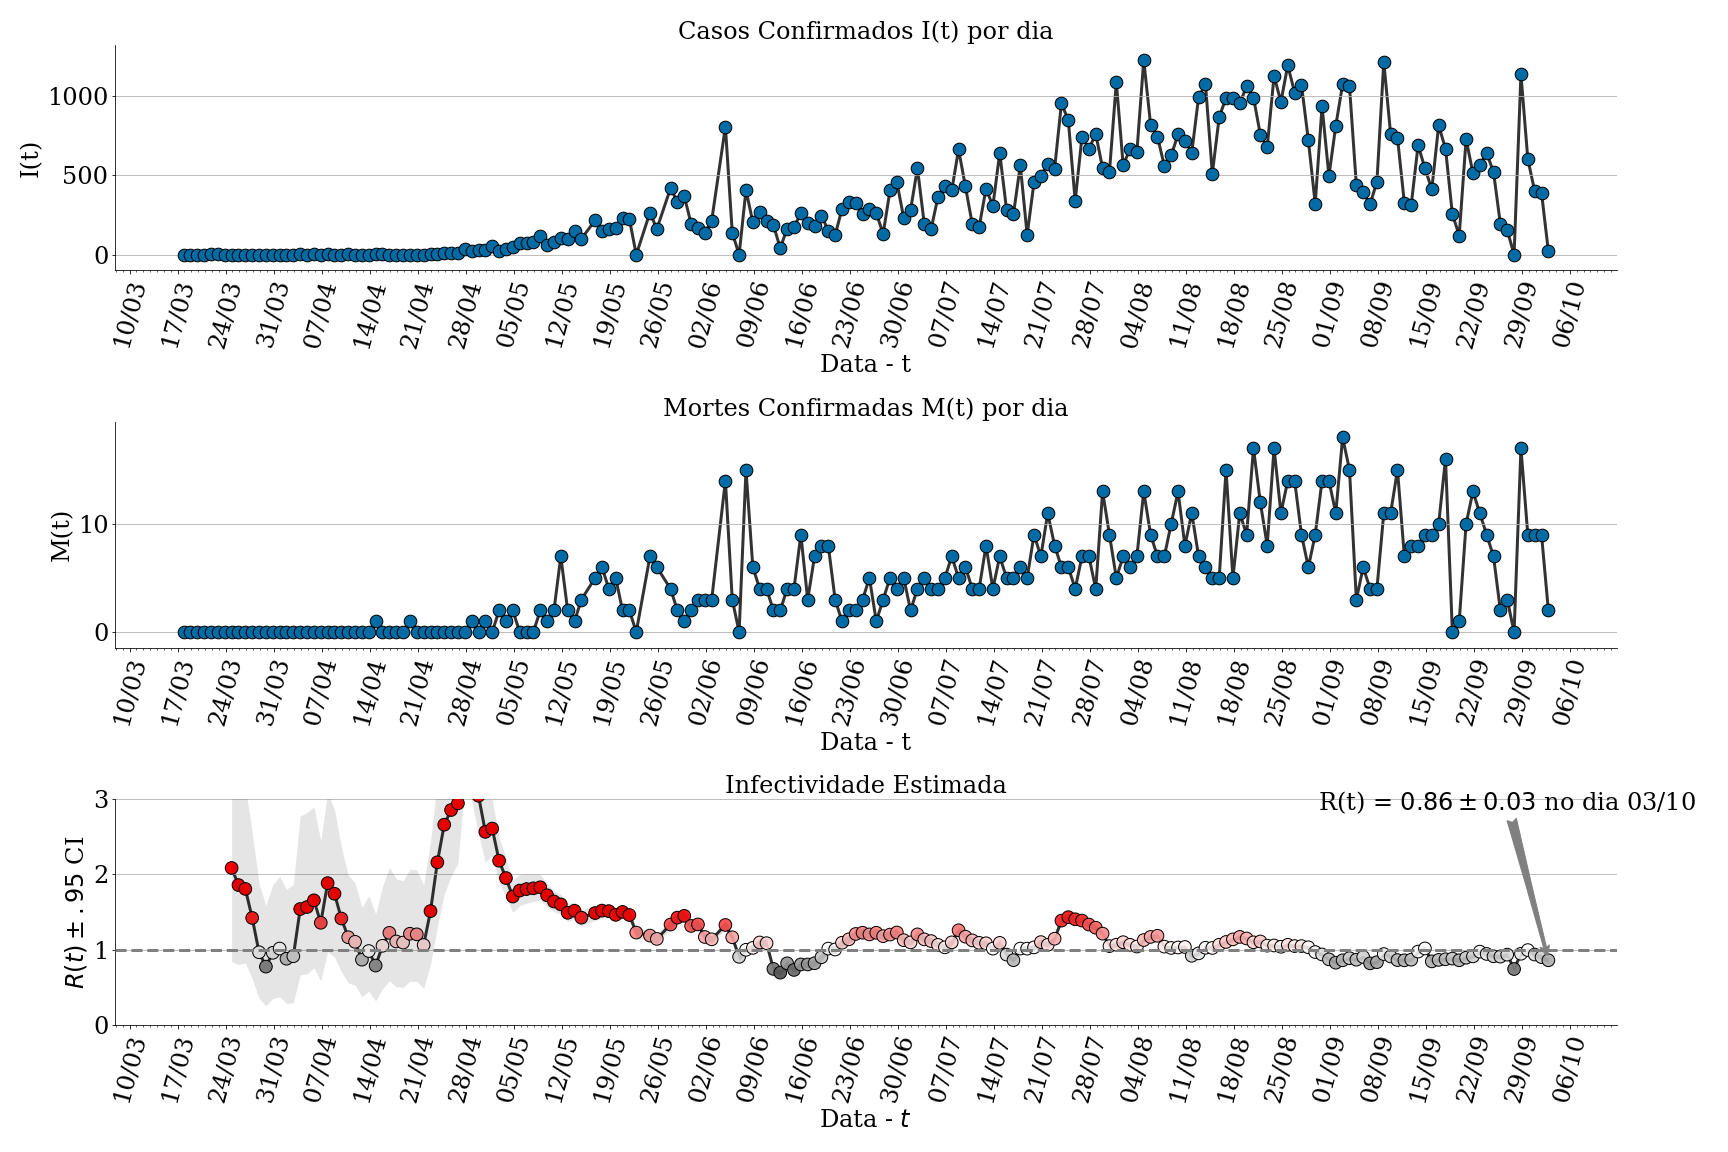 Casos Confirmados I(t) por dia
I(t)
1000
500
0
10/03 17/03 24/03 31/03 07/04 14/04 21/04 28/04 05/05 12/05 19/05 26/05 02/06 09/06 16/06 23/06 30/06 07/07 14/07 21/07 28/07 04/08 11/08 18/08 25/08 01/09 08/09 15/09 22/09 29/09 06/10
Data - t
Mortes Confirmadas M(t) por dia
M(t)
10
0
10/03 17/03 24/03 31/03 07/04 14/04 21/04 28/04 05/05 12/05 19/05 26/05 02/06 09/06 16/06 23/06 30/06 07/07 14/07 21/07 28/07 04/08 11/08 18/08 25/08 01/09 08/09 15/09 22/09 29/09 06/10
Data - t
Infectividade Estimada
R(t) = 0.86 ± 0.03 no dia 03/10
R(t) ± .95 CI
3
2
1
0
10/03 17/03 24/03 31/03 07/04 14/04 21/04 28/04 05/05 12/05 19/05 26/05 02/06 09/06 16/06 23/06 30/06 07/07 14/07 21/07 28/07 04/08 11/08 18/08 25/08 01/09 08/09 15/09 22/09 29/09 06/10
Data - t